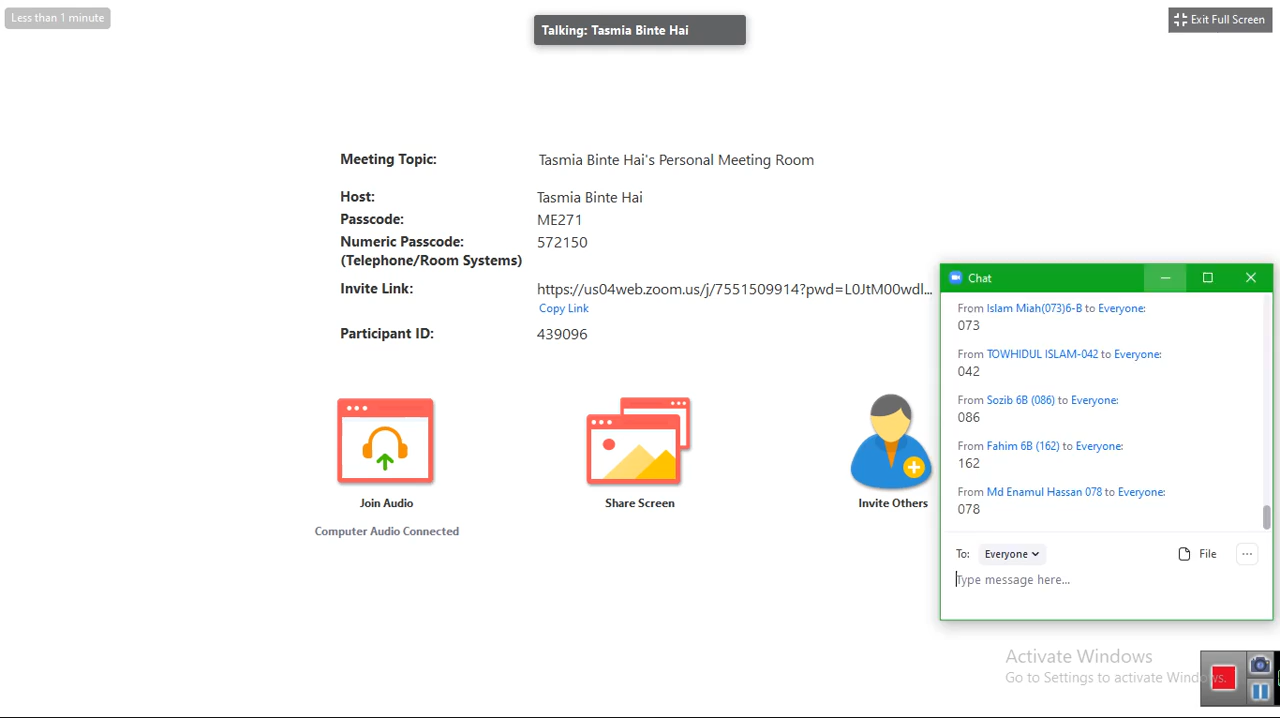 Less than 1 minute
Talking: Tasmia Binte Hai
Exit Full Screen
Meeting Topic: Tasmia Binte Hai's Personal Meeting Room
Host: Tasmia Binte Hai
Passcode: ME271
Numeric Passcode: 572150
(Telephone/Room Systems)
Invite Link: https://us04web.zoom.us/j/7551509914?pwd=L0JtM00wdl...
Copy Link
Participant ID: 439096
Join Audio
Computer Audio Connected
Share Screen
Invite Others
Chat
From Islam Miah(073)6-B to Everyone:
073
From TOWHIDUL ISLAM-042 to Everyone:
042
From Sozib 6B (086) to Everyone:
086
From Fahim 6B (162) to Everyone:
162
From Md Enamul Hassan 078 to Everyone:
078
To: Everyone File ...
Type message here...
Activate Windows
Go to Settings to activate Windows.